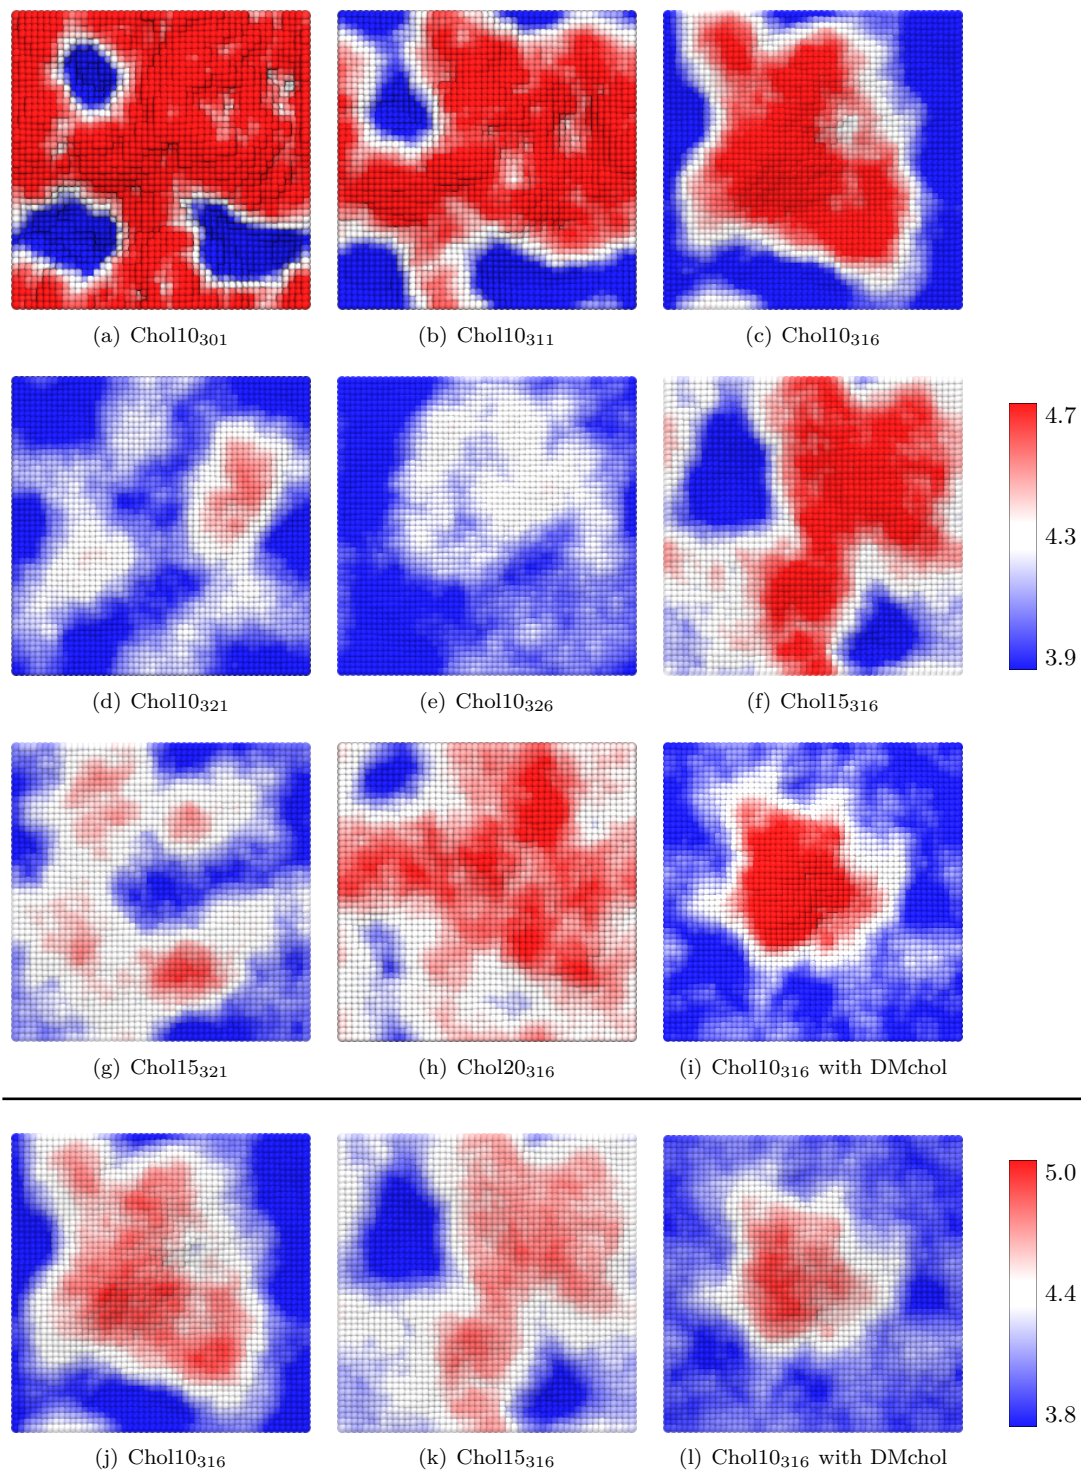 (a) Chol10₃₀₁
(b) Chol10₃₁₁
(c) Chol10₃₁₆
(d) Chol10₃₂₁
(e) Chol10₃₂₆
(f) Chol15₃₁₆
4.7
4.3
3.9
(g) Chol15₃₂₁
(h) Chol20₃₁₆
(i) Chol10₃₁₆ with DMchol
(j) Chol10₃₁₆
(k) Chol15₃₁₆
(l) Chol10₃₁₆ with DMchol
5.0
4.4
3.8